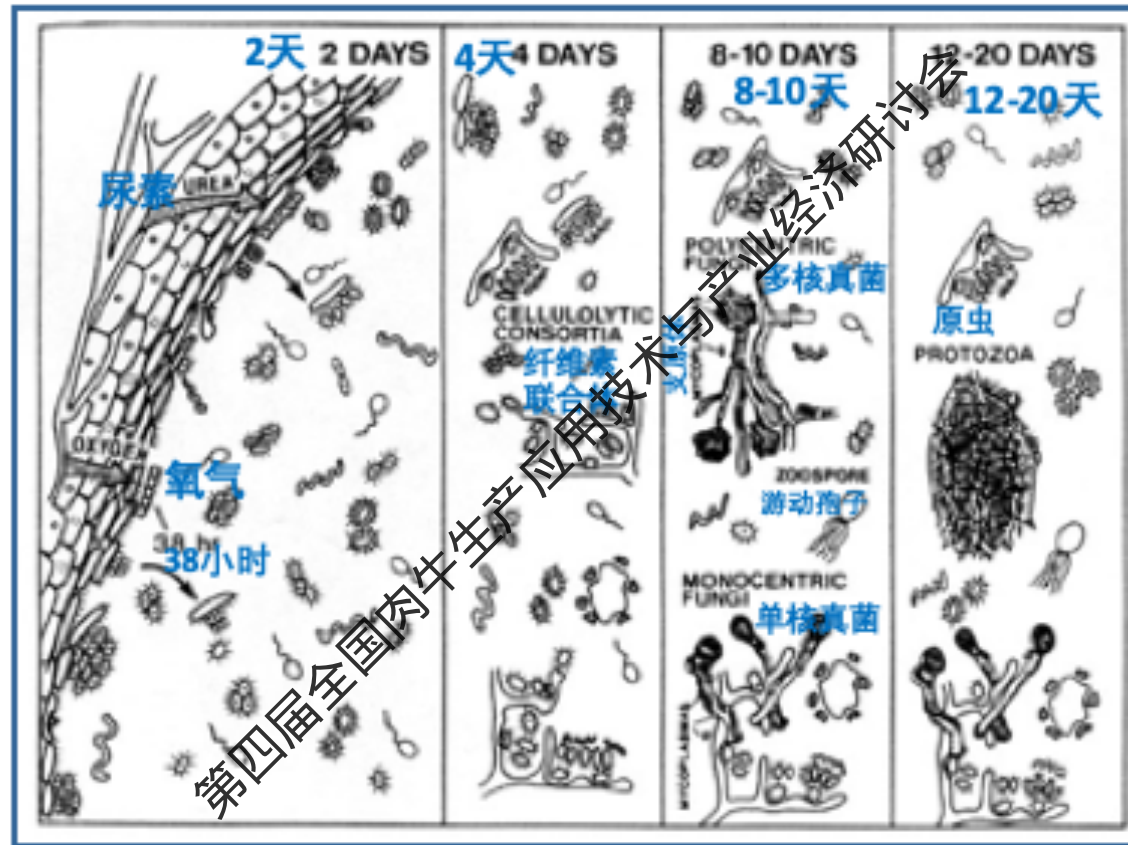 2天 2 DAYS
尿素
UREA
OXYGEN
氧气
38 hr
38小时
4天 4 DAYS
CELLULOLYTIC
CONSORTIA
纤维素
8-10 DAYS
8-10天
多核真菌
ZOOSPORE
游动孢子
MONOCENTRIC
FUNGI
单核真菌
MYCOPLASMAS
12-20 DAYS
12-20天
原虫
PROTOZOA
第四届全国肉牛生产应用技术与产业经济研讨会